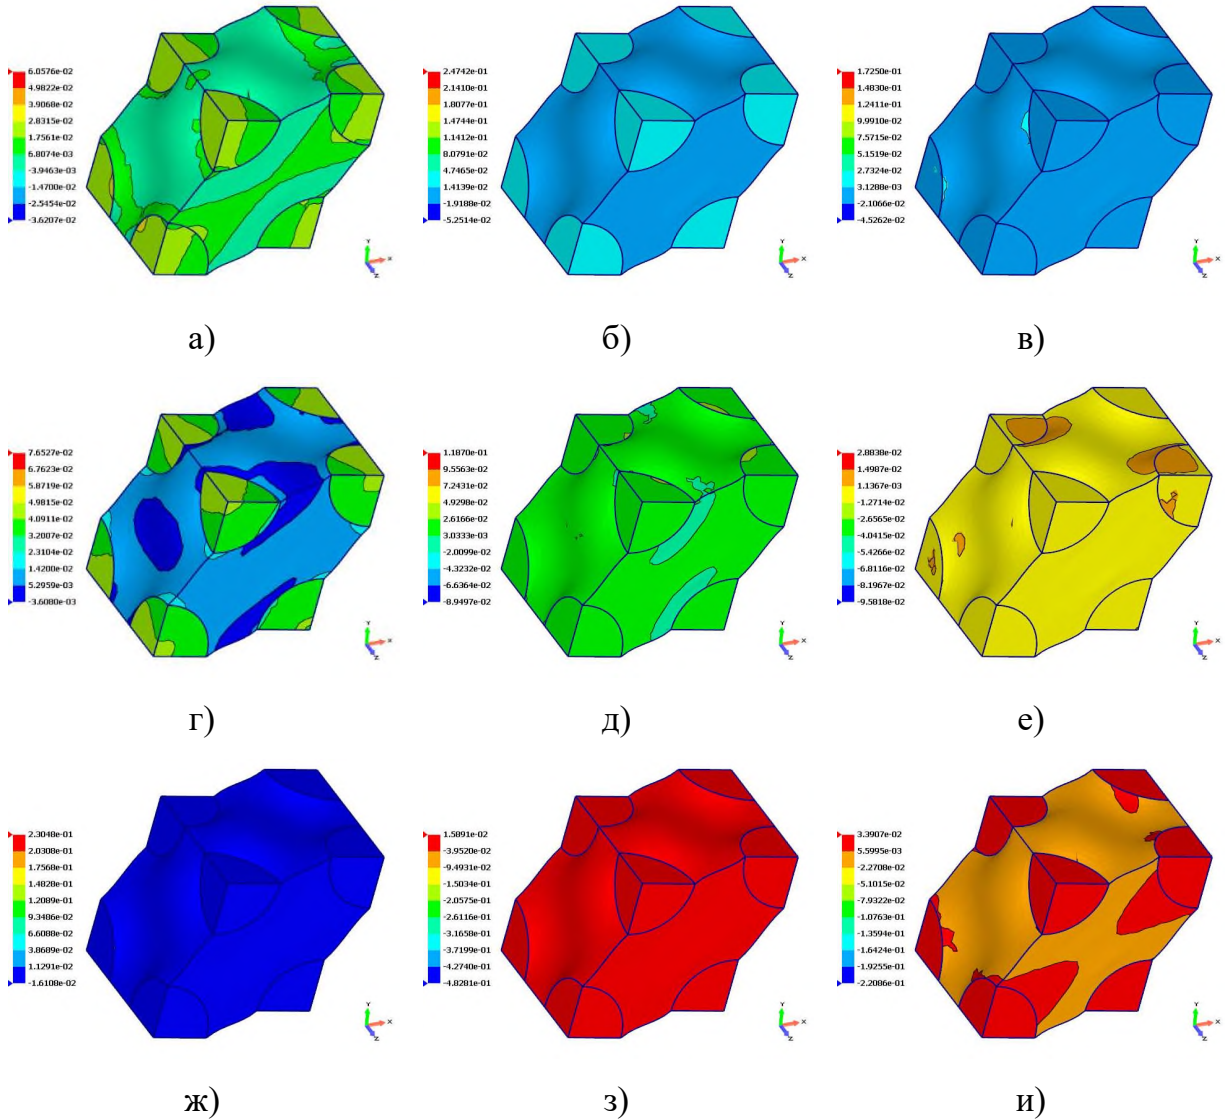 6.0576e-02
4.9822e-02
3.9068e-02
2.8315e-02
1.7561e-02
6.8074e-03
-3.9463e-03
-1.4700e-02
-2.5454e-02
-3.6207e-02
Y
X
Z
а)
2.4742e-01
2.1410e-01
1.8077e-01
1.4744e-01
1.1412e-01
8.0791e-02
4.7465e-02
1.4139e-02
-1.9188e-02
-5.2514e-02
Y
X
Z
б)
1.7250e-01
1.4830e-01
1.2411e-01
9.9910e-02
7.5715e-02
5.1519e-02
2.7324e-02
3.1288e-03
-2.1066e-02
-4.5262e-02
Y
X
Z
в)
7.6527e-02
6.7623e-02
5.8719e-02
4.9815e-02
4.0911e-02
3.2007e-02
2.3104e-02
1.4200e-02
5.2959e-03
-3.6080e-03
Y
X
Z
г)
1.1870e-01
9.5563e-02
7.2431e-02
4.9298e-02
2.6166e-02
3.0333e-03
-2.0099e-02
-4.3232e-02
-6.6364e-02
-8.9497e-02
Y
X
Z
д)
2.8838e-02
1.4987e-02
1.1367e-03
-1.2714e-02
-2.6565e-02
-4.0415e-02
-5.4266e-02
-6.8116e-02
-8.1967e-02
-9.5818e-02
Y
X
Z
е)
2.3048e-01
2.0308e-01
1.7568e-01
1.4828e-01
1.2089e-01
9.3486e-02
6.6088e-02
3.8689e-02
1.1291e-02
-1.6108e-02
Y
X
Z
ж)
1.5891e-02
-3.9520e-02
-9.4931e-02
-1.5034e-01
-2.0575e-01
-2.6116e-01
-3.1658e-01
-3.7199e-01
-4.2740e-01
-4.8281e-01
Y
X
Z
з)
3.3907e-02
5.5995e-03
-2.2708e-02
-5.1015e-02
-7.9322e-02
-1.0763e-01
-1.3594e-01
-1.6424e-01
-1.9255e-01
-2.2086e-01
Y
X
Z
и)